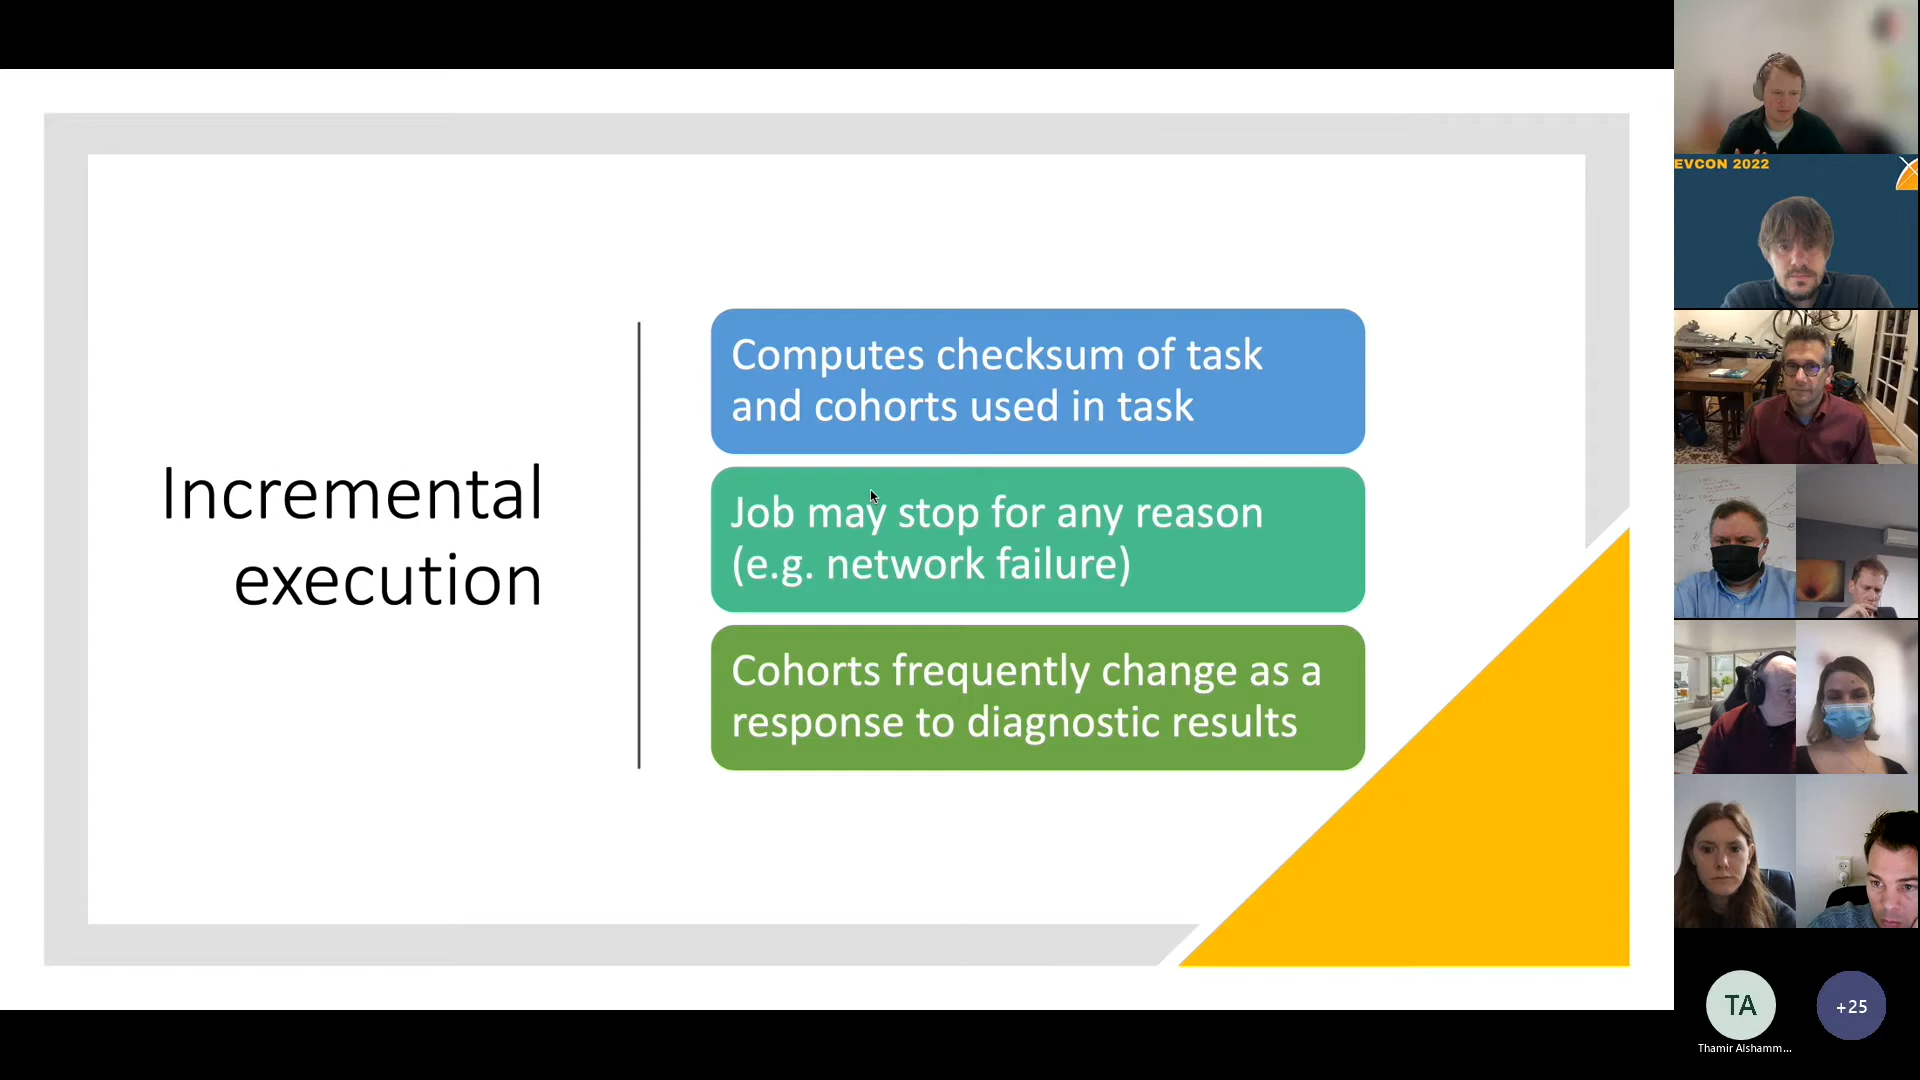 Incremental
execution
Computes checksum of task
and cohorts used in task
Job may stop for any reason
(e.g. network failure)
Cohorts frequently change as a
response to diagnostic results
EVCON 2022
TA
+25
Thamir Alshamm...